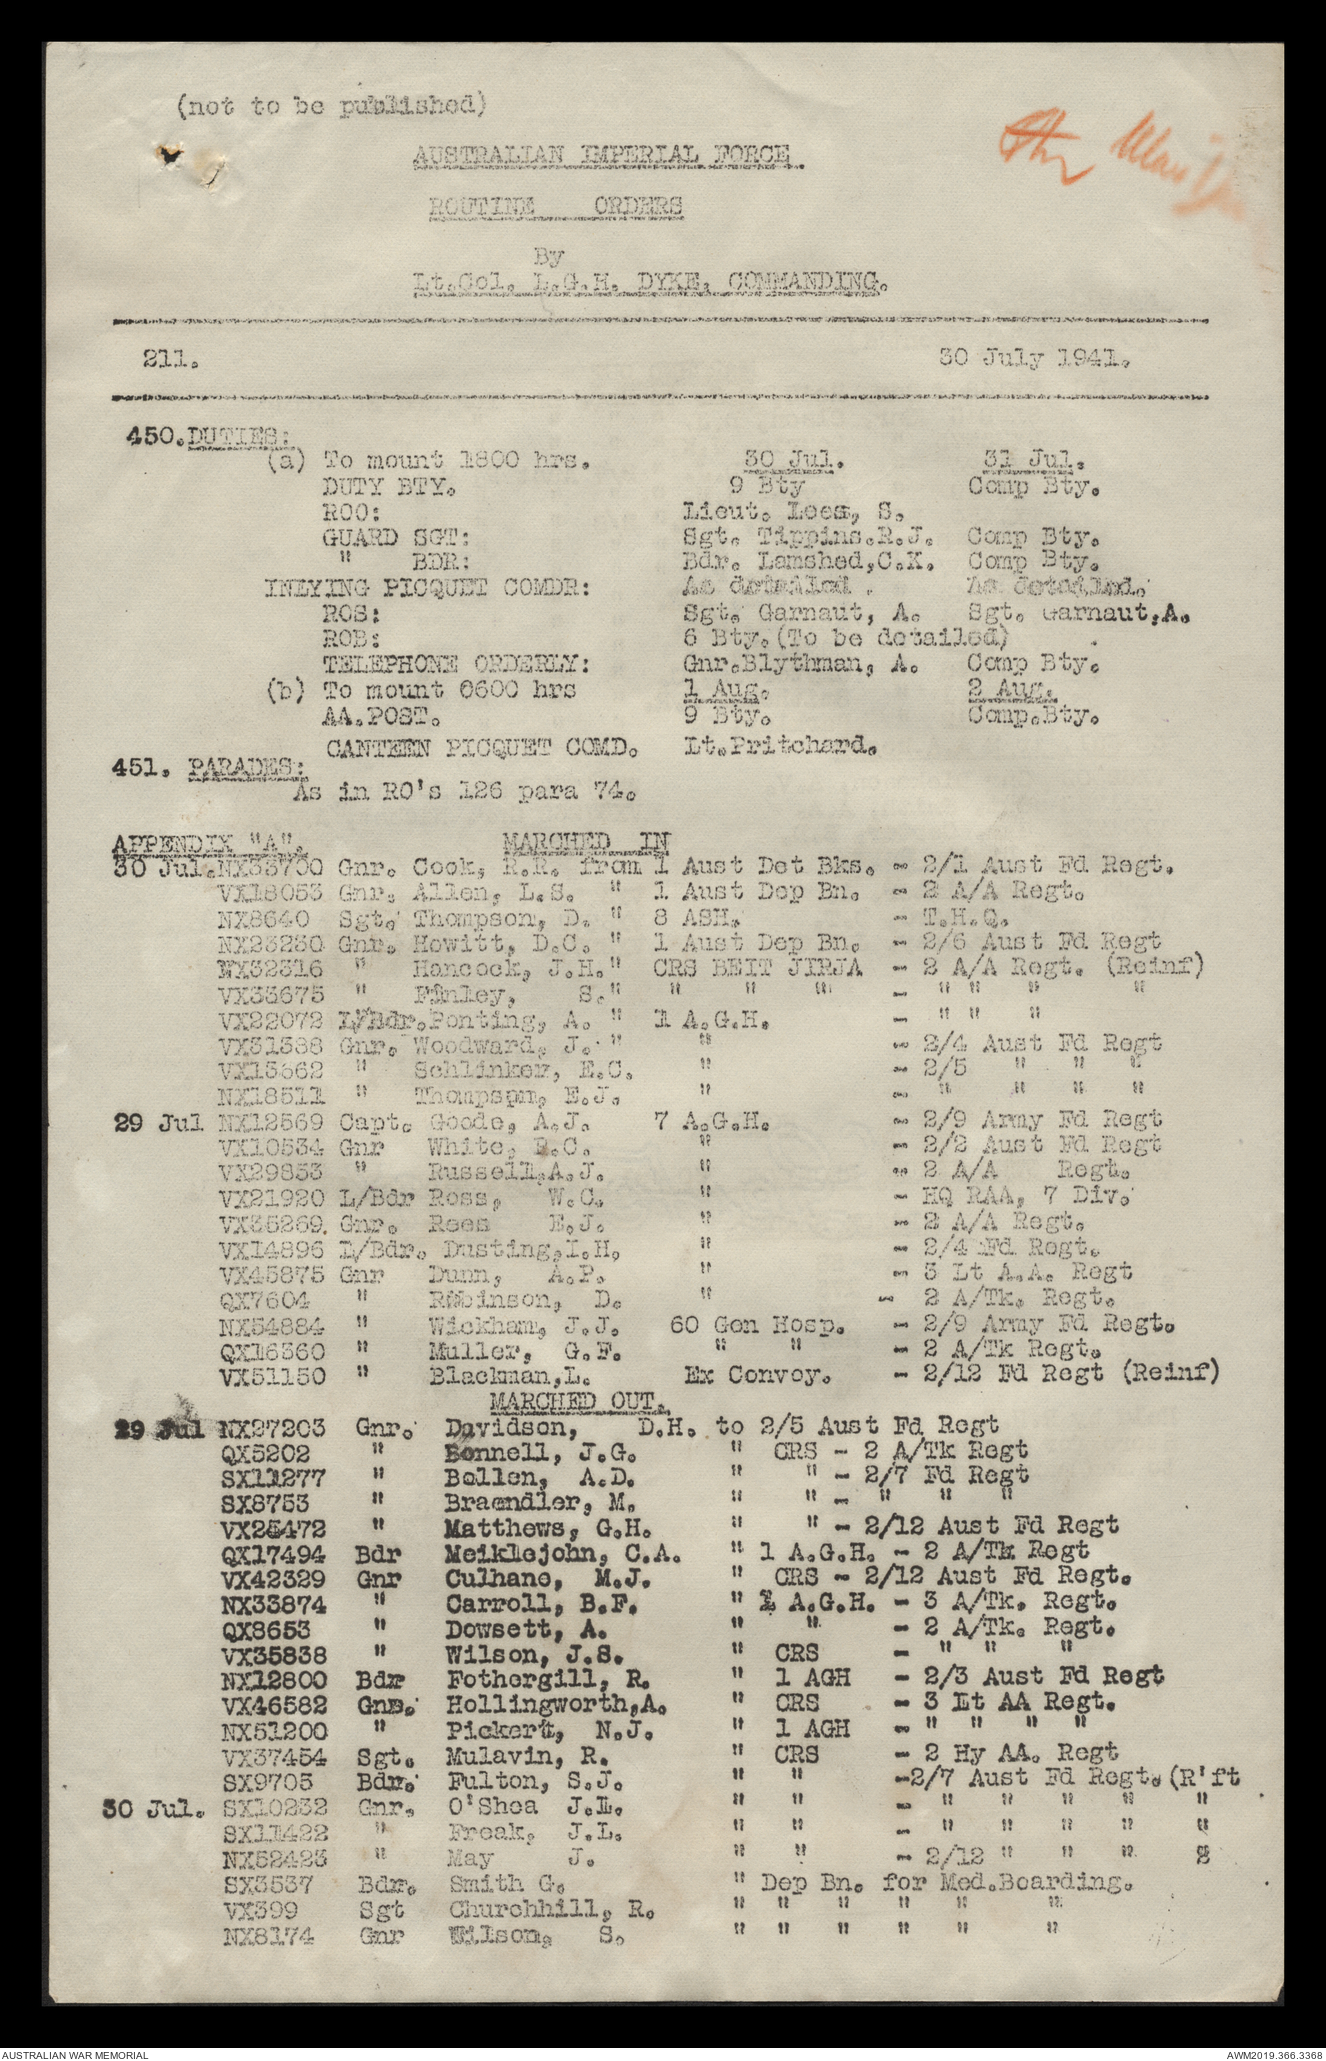 (not to be published)
AUSTRALIAN IMPERIAL FORCE.
ROUTINE ORDERS
By
Lt.Col. L.G.H. DYKE, COMMANDING.
211. 30 July 1941.
450.DUTIES:
(a) To mount 1800 hrs. 30 Jul. 31 Jul.
DUTY BTY. 9 Bty Comp Bty.
ROO: Lieut. Lees, S.
GUARD SGT: Sgt. Tippins.R.J. Comp Bty.
" BDR: Bdr. Lamshed,C.K. Comp Bty.
INLYING PICQUET COMDR: As detailed . As detailed.
ROS: Sgt. Garnaut, A. Sgt. Garnaut,A.
ROB: 6 Bty.(To be detailed)
TELEPHONE ORDERLY: Gnr.Blythman, A. Comp Bty.
(b) To mount 0600 hrs 1 Aug. 2 Aug.
AA.POST. 9 Bty. Comp.Bty.
CANTEEN PICQUET COMD. Lt.Pritchard.
451. PARADES:
As in RO's 126 para 74.
APPENDIX "A". MARCHED IN
30 Jul.NX33700 Gnr. Cook, R.R. from 1 Aust Det Bks. - 2/1 Aust Fd Regt.
VX18053 Gnr. Allen, L.S. " 1 Aust Dep Bn. - 2 A/A Regt.
NX8640 Sgt. Thompson, D. " 8 ASH. - T.H.Q.
NX23230 Gnr. Howitt, D.C. " 1 Aust Dep Bn. - 2/6 Aust Fd Regt
NX32316 " Hancock, J.H." CRS BEIT JIRJA - 2 A/A Regt. (Reinf)
VX33675 " Finley, S." " " " - " " " "
VX22072 L/Bdr.Ponting, A. " 1 A.G.H. - " " "
VX31388 Gnr. Woodward, J. " " - 2/4 Aust Fd Regt
VX13662 " Schlinker, E.C. " - 2/5 " " "
NX18511 " Thompson, E.J. " - " " " "
29 Jul NX12569 Capt. Goode, A.J. 7 A.G.H. - 2/9 Army Fd Regt
VX10534 Gnr White, R.C. " - 2/2 Aust Fd Regt
VX29853 " Russell,A.J. " - 2 A/A Regt.
VX21920 L/Bdr Ross, W.C. " - HQ RAA, 7 Div.
VX35269. Gnr. Rees E.J. " - 2 A/A Regt.
VX14896 L/Bdr. Dusting,I.H, " - 2/4 Fd Regt.
VX45875 Gnr Dunn, A.P. " - 3 Lt A.A. Regt
QX7604 " Robinson, D. " - 2 A/Tk. Regt.
NX54884 " Wickham, J.J. 60 Gen Hosp. - 2/9 Army Fd Regt.
QX16360 " Muller, G.F. " " - 2 A/Tk Regt.
VX51150 " Blackman,L. Ex Convoy. - 2/12 Fd Regt (Reinf)
MARCHED OUT.
29 Jul NX27203 Gnr. Davidson, D.H. to 2/5 Aust Fd Regt
QX5202 " Bonnell, J.G. " CRS - 2 A/Tk Regt
SX11277 " Bollen, A.D. " " - 2/7 Fd Regt
SX8753 " Braendler, M. " " - " " "
VX25472 " Matthews, G.H. " " - 2/12 Aust Fd Regt
QX17494 Bdr Meiklejohn, C.A. " 1 A.G.H. - 2 A/Tk Regt
VX42329 Gnr Culhane, M.J. " CRS - 2/12 Aust Fd Regt.
NX33874 " Carroll, B.F. " 1 A.G.H. - 3 A/Tk. Regt.
QX8653 " Dowsett, A. " " - 2 A/Tk. Regt.
VX35838 " Wilson, J.S. " CRS - " " "
NX12800 Bdr Fothergill, R. " 1 AGH - 2/3 Aust Fd Regt
VX46582 Gnr. Hollingworth,A. " CRS - 3 Lt AA Regt.
NX51200 " Pickert, N.J. " 1 AGH - " " " "
VX37454 Sgt. Mulavin, R. " CRS - 2 Hy AA. Regt
SX9705 Bdr. Fulton, S.J. " " -2/7 Aust Fd Regt.(R'ft
30 Jul. SX10232 Gnr. O'Shea J.L. " " - " " " " "
SX11422 " Freak, J.L. " " - " " " " "
NX52423 " May J. " " - 2/12 " " " "
SX3537 Bdr. Smith G. " Dep Bn. for Med.Boarding.
VX399 Sgt Churchhill, R. " " " " " "
NX8174 Gnr Wilson, S. " " " " " "
AUSTRALIAN WAR MEMORIAL AWM2019.366.3368